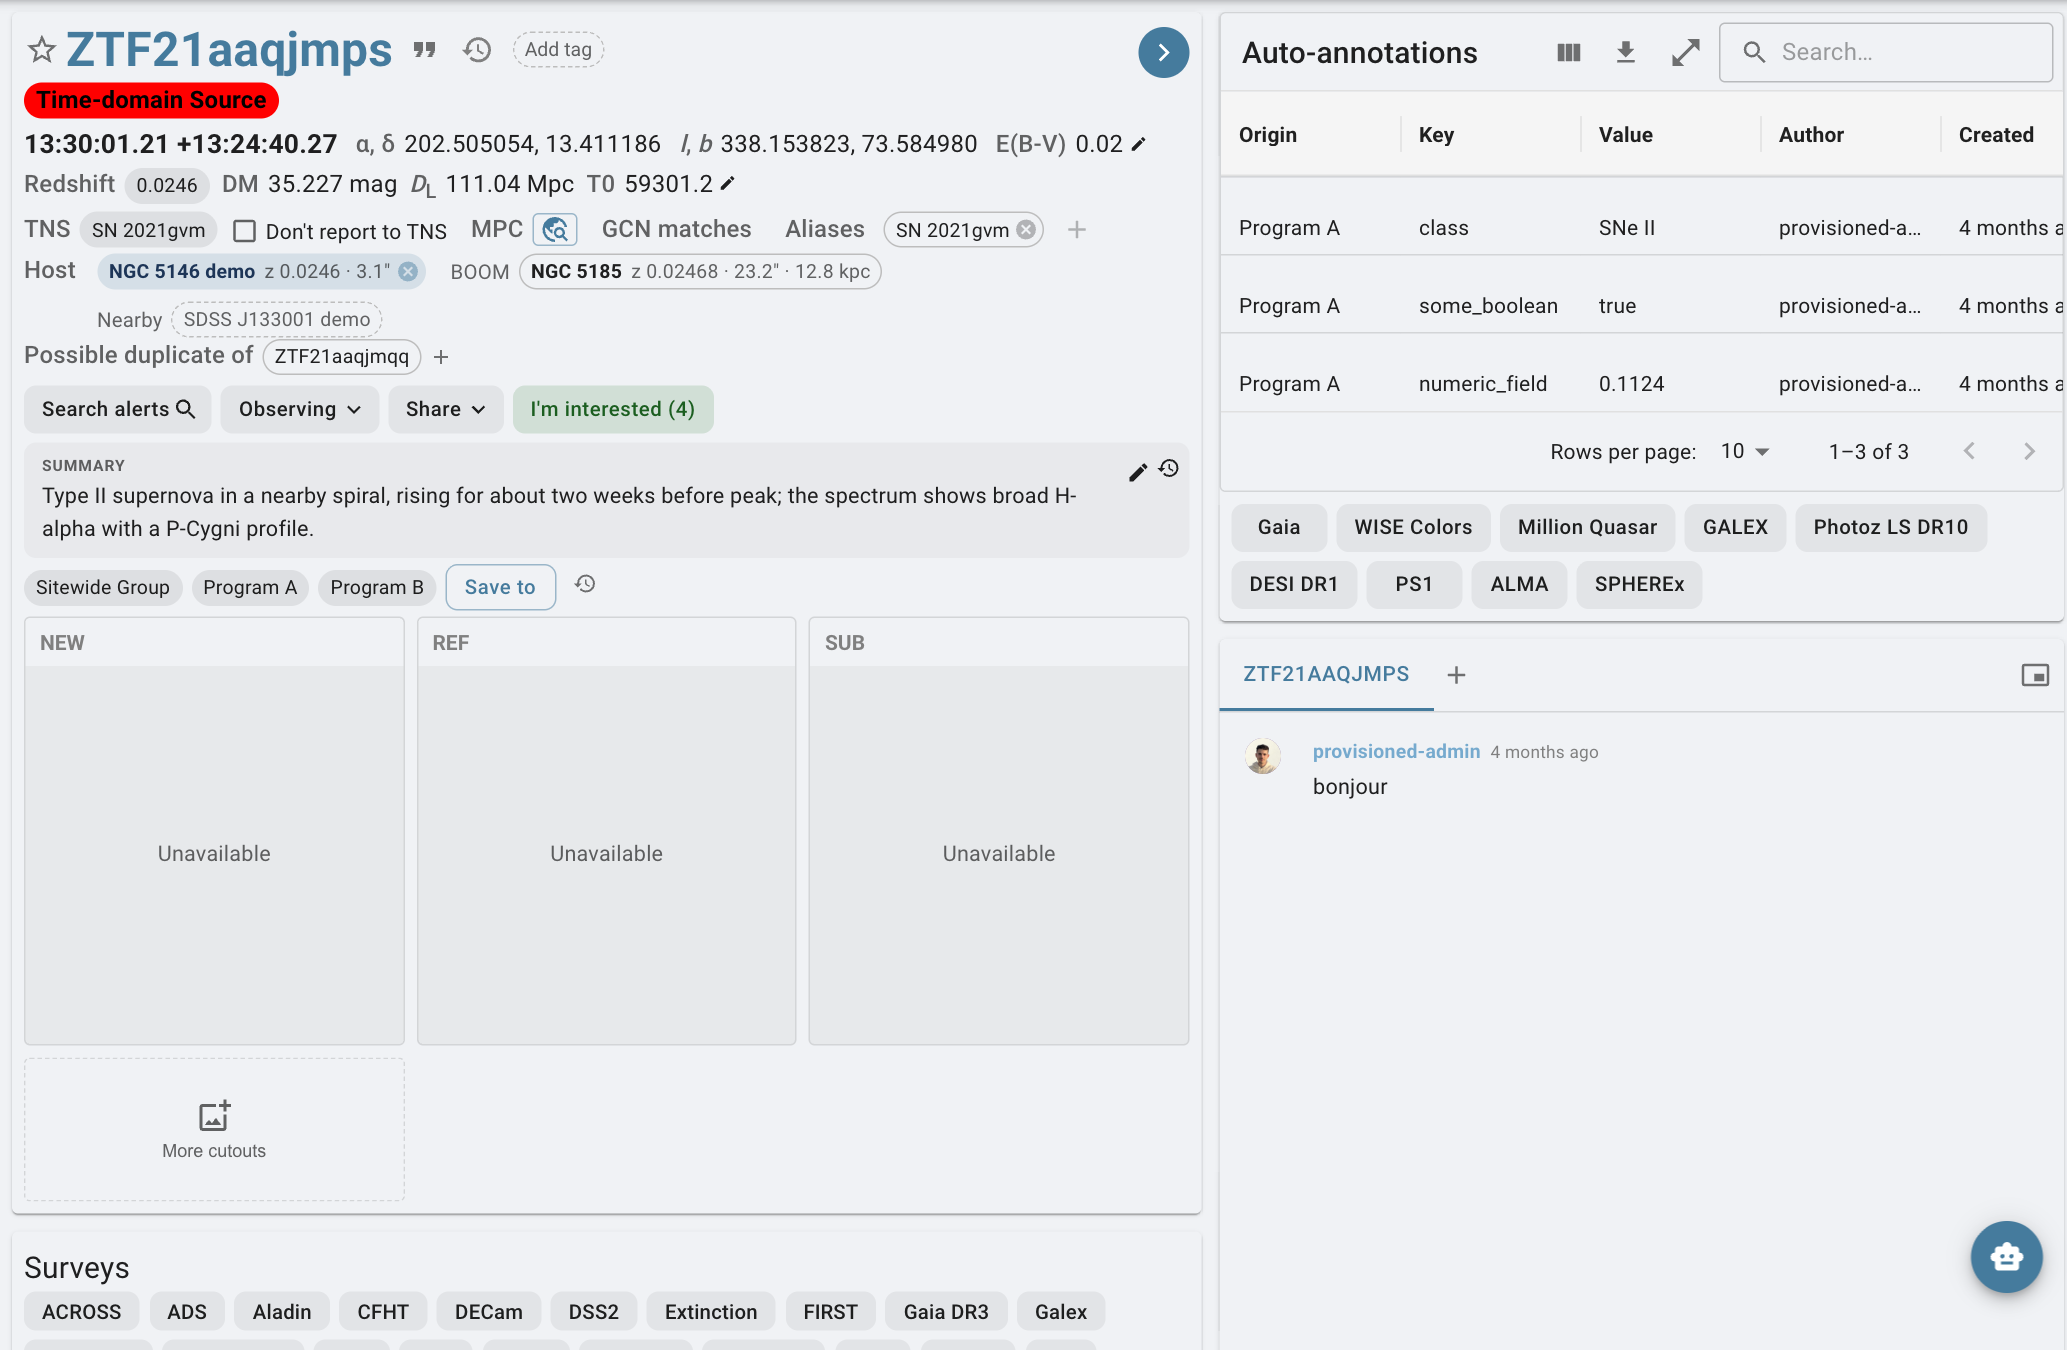 ZTF21aaqjmps Add tag
Time-domain Source
13:30:01.21 +13:24:40.27 α, δ 202.505054, 13.411186 l, b 338.153823, 73.584980 E(B-V) 0.02
Redshift 0.0246 DM 35.227 mag DL 111.04 Mpc T0 59301.2
TNS SN 2021gvm Don't report to TNS MPC GCN matches Aliases SN 2021gvm +
Host NGC 5146 demo z 0.0246 · 3.1" BOOM NGC 5185 z 0.02468 · 23.2" · 12.8 kpc
Nearby SDSS J133001 demo
Possible duplicate of ZTF21aaqjmqq +
Search alerts Observing Share I'm interested (4)
SUMMARY
Type II supernova in a nearby spiral, rising for about two weeks before peak; the spectrum shows broad H-
alpha with a P-Cygni profile.
Sitewide Group Program A Program B Save to
NEW REF SUB
Unavailable Unavailable Unavailable
More cutouts
Surveys
ACROSS ADS Aladin CFHT DECam DSS2 Extinction FIRST Gaia DR3 Galex
Auto-annotations Search…
Origin Key Value Author Created
Program A class SNe II provisioned-a… 4 months a
Program A some_boolean true provisioned-a… 4 months a
Program A numeric_field 0.1124 provisioned-a… 4 months a
Rows per page: 10 1–3 of 3
Gaia WISE Colors Million Quasar GALEX Photoz LS DR10
DESI DR1 PS1 ALMA SPHEREx
ZTF21AAQJMPS +
provisioned-admin 4 months ago
bonjour